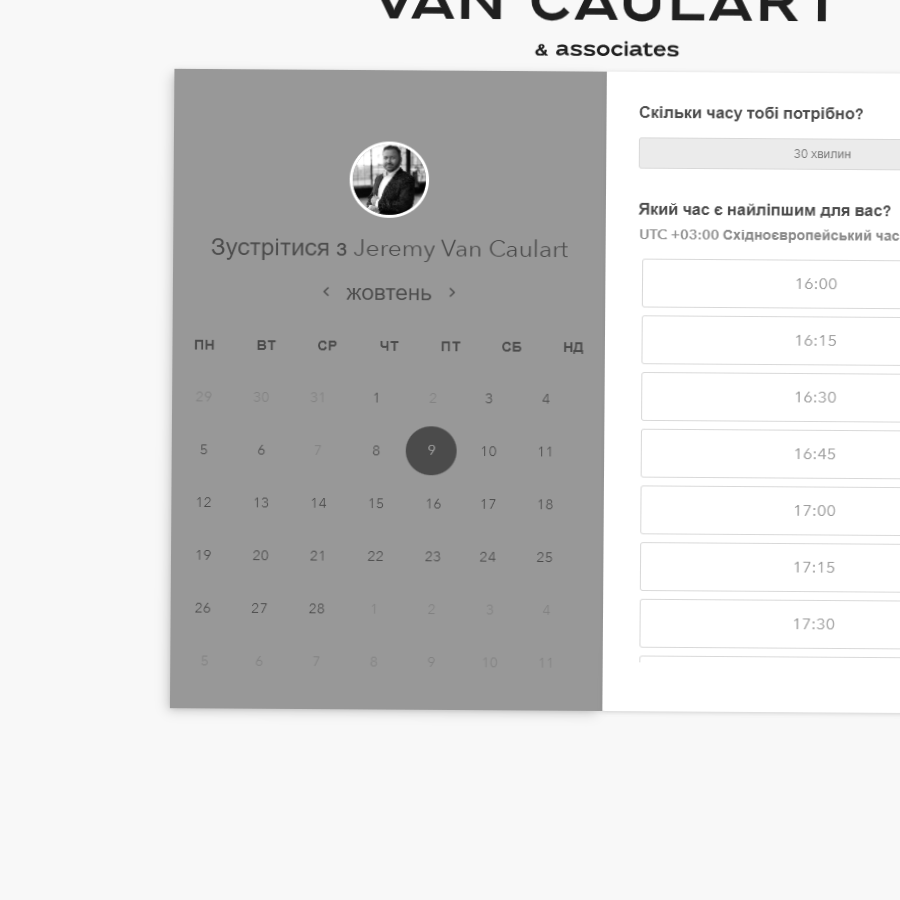 VAN CAULART
& associates
Зустрітися з Jeremy Van Caulart
жовтень
ПН ВТ СР ЧТ ПТ СБ НД
29 30 31 1 2 3 4
5 6 7 8 9 10 11
12 13 14 15 16 17 18
19 20 21 22 23 24 25
26 27 28 1 2 3 4
5 6 7 8 9 10 11
Скільки часу тобі потрібно?
30 хвилин
Який час є найліпшим для вас?
UTC +03:00 Східноєвропейський час
16:00
16:15
16:30
16:45
17:00
17:15
17:30